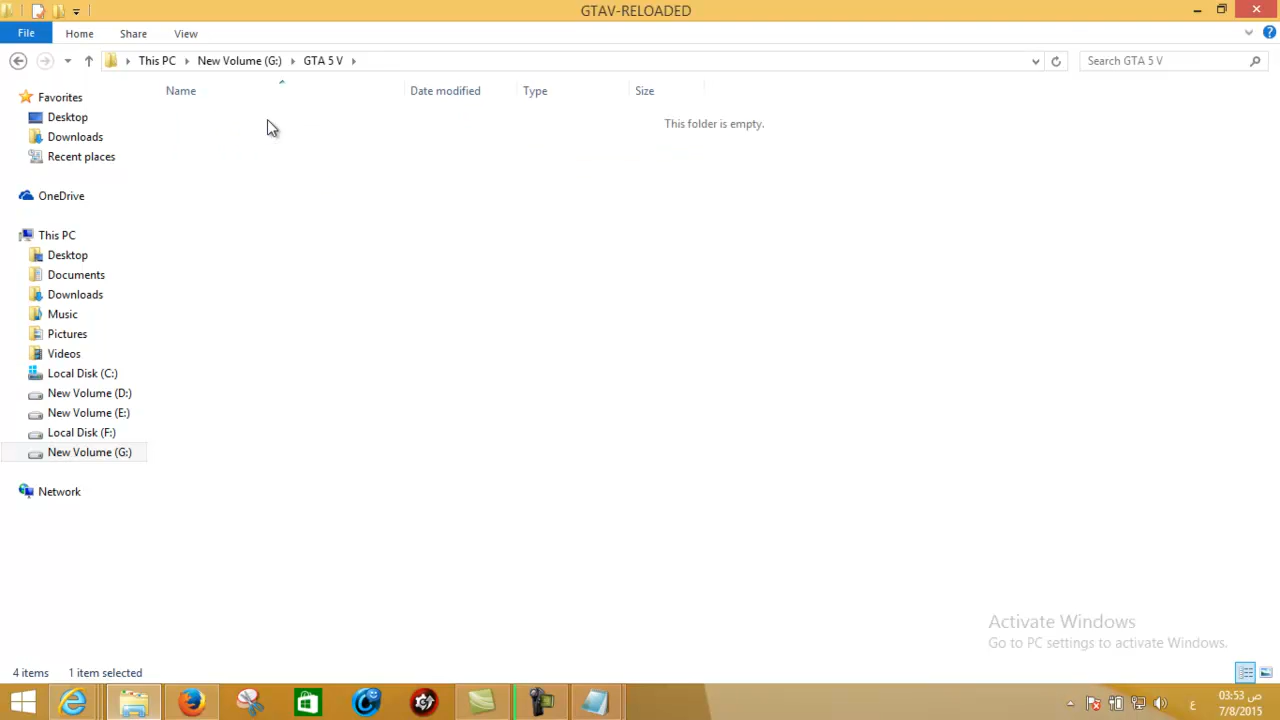 GTAV-RELOADED
File Home Share View
This PC New Volume (G:) GTA 5 V
Search GTA 5 V
Name Date modified Type Size
This folder is empty.
Favorites
Desktop
Downloads
Recent places
OneDrive
This PC
Desktop
Documents
Downloads
Music
Pictures
Videos
Local Disk (C:)
New Volume (D:)
New Volume (E:)
Local Disk (F:)
New Volume (G:)
Network
Activate Windows
Go to PC settings to activate Windows.
4 items 1 item selected
ع
03:53 ص
7/8/2015